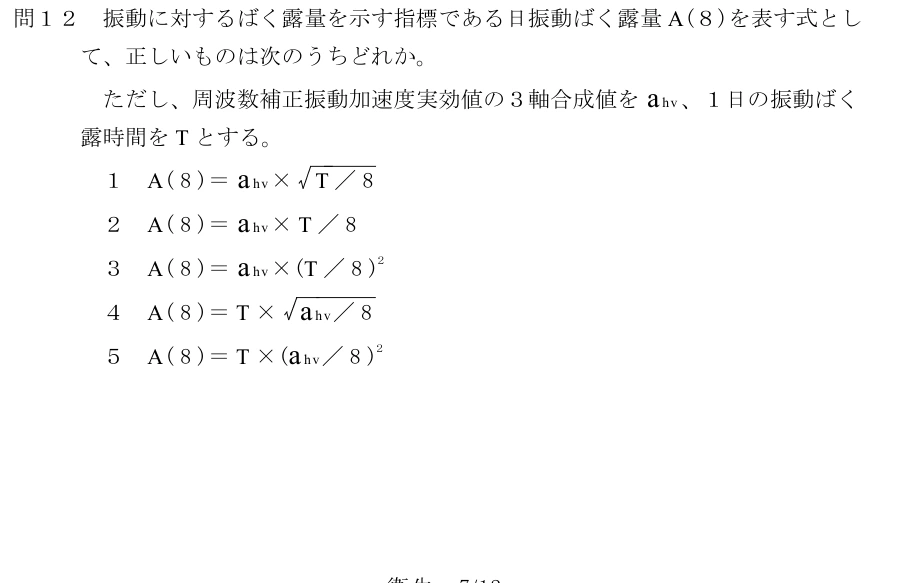 問１２　振動に対するばく露量を示す指標である日振動ばく露量 A(８)を表す式とし
て、正しいものは次のうちどれか。
ただし、周波数補正振動加速度実効値の３軸合成値を ahv、１日の振動ばく
露時間を T とする。
１　A(８)＝ ahv× √T／８
２　A(８)＝ ahv× T／８
３　A(８)＝ ahv×(T／８)²
４　A(８)＝ T × √ahv／８
５　A(８)＝ T ×(ahv／８)²